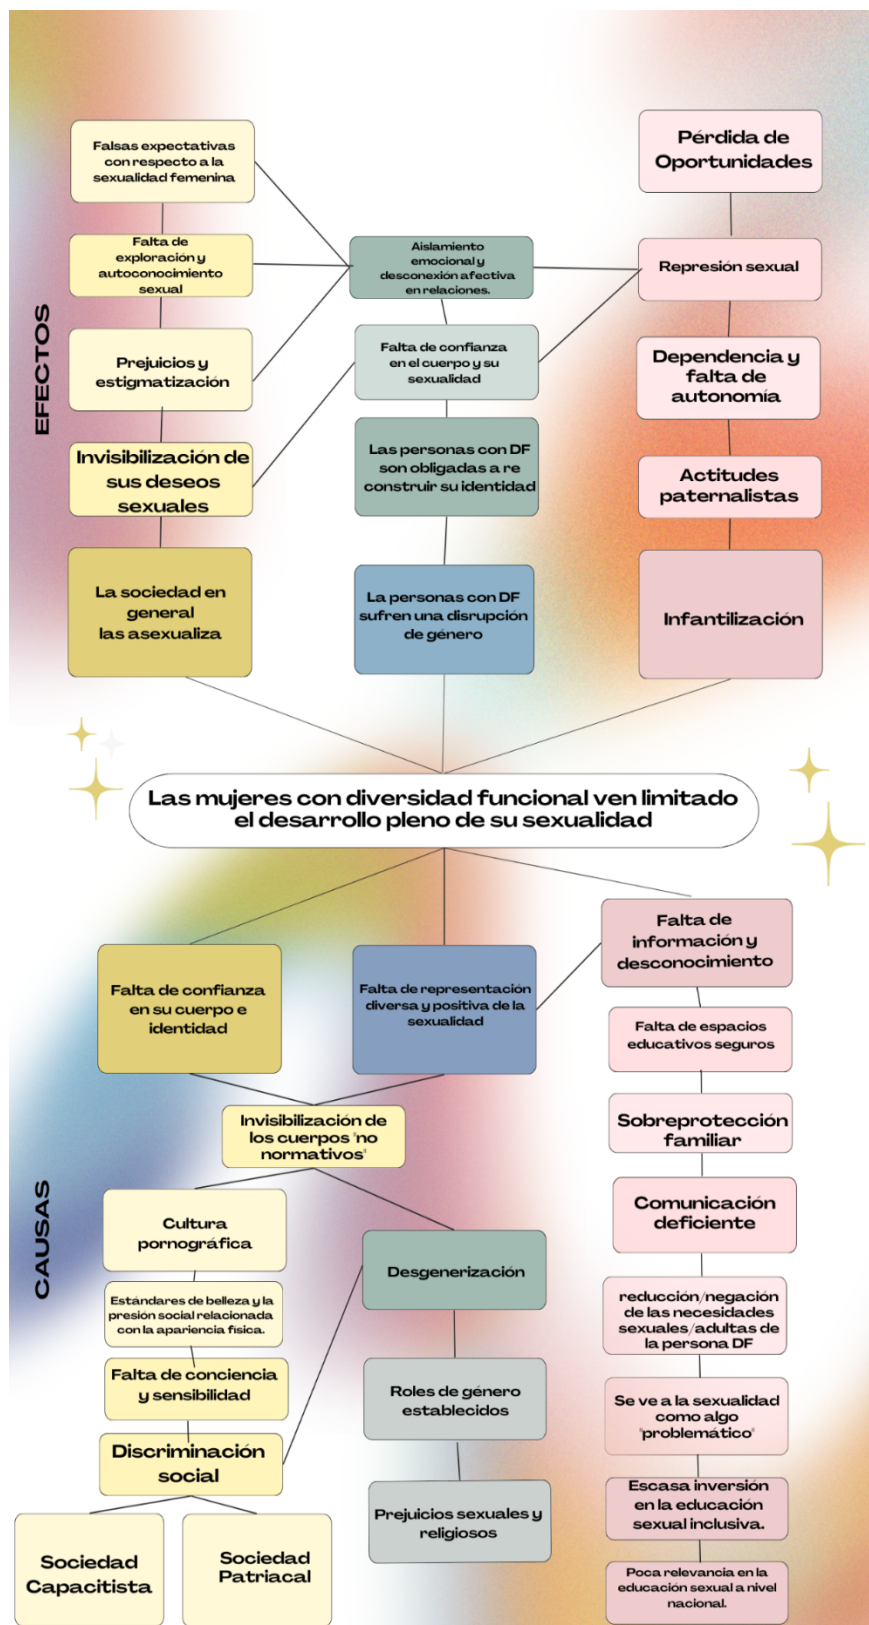 EFECTOS
Falsas expectativas
con respecto a la
sexualidad femenina
Falta de
exploración y
autoconocimiento
sexual
Prejuicios y
estigmatización
Invisibilización de
sus deseos
sexuales
La sociedad en
general
las asexualiza
Aislamiento
emocional y
desconexión afectiva
en relaciones.
Falta de confianza
en el cuerpo y su
sexualidad
Las personas con DF
son obligadas a re
construir su identidad
La personas con DF
sufren una disrupción
de género
Pérdida de
Oportunidades
Represión sexual
Dependencia y
falta de
autonomía
Actitudes
paternalistas
Infantilización
Las mujeres con diversidad funcional ven limitado
el desarrollo pleno de su sexualidad
CAUSAS
Falta de confianza
en su cuerpo e
identidad
Falta de representación
diversa y positiva de la
sexualidad
Invisibilización de
los cuerpos "no
normativos"
Cultura
pornográfica
Estándares de belleza y la
presión social relacionada
con la apariencia física.
Falta de conciencia
y sensibilidad
Discriminación
social
Sociedad
Capacitista
Sociedad
Patriacal
Desgenerización
Roles de género
establecidos
Prejuicios sexuales y
religiosos
Falta de
información y
desconocimiento
Falta de espacios
educativos seguros
Sobreprotección
familiar
Comunicación
deficiente
reducción/negación
de las necesidades
sexuales/adultas de
la persona DF
Se ve a la sexualidad
como algo
"problemático"
Escasa inversión
en la educación
sexual inclusiva.
Poca relevancia en la
educación sexual a nivel
nacional.